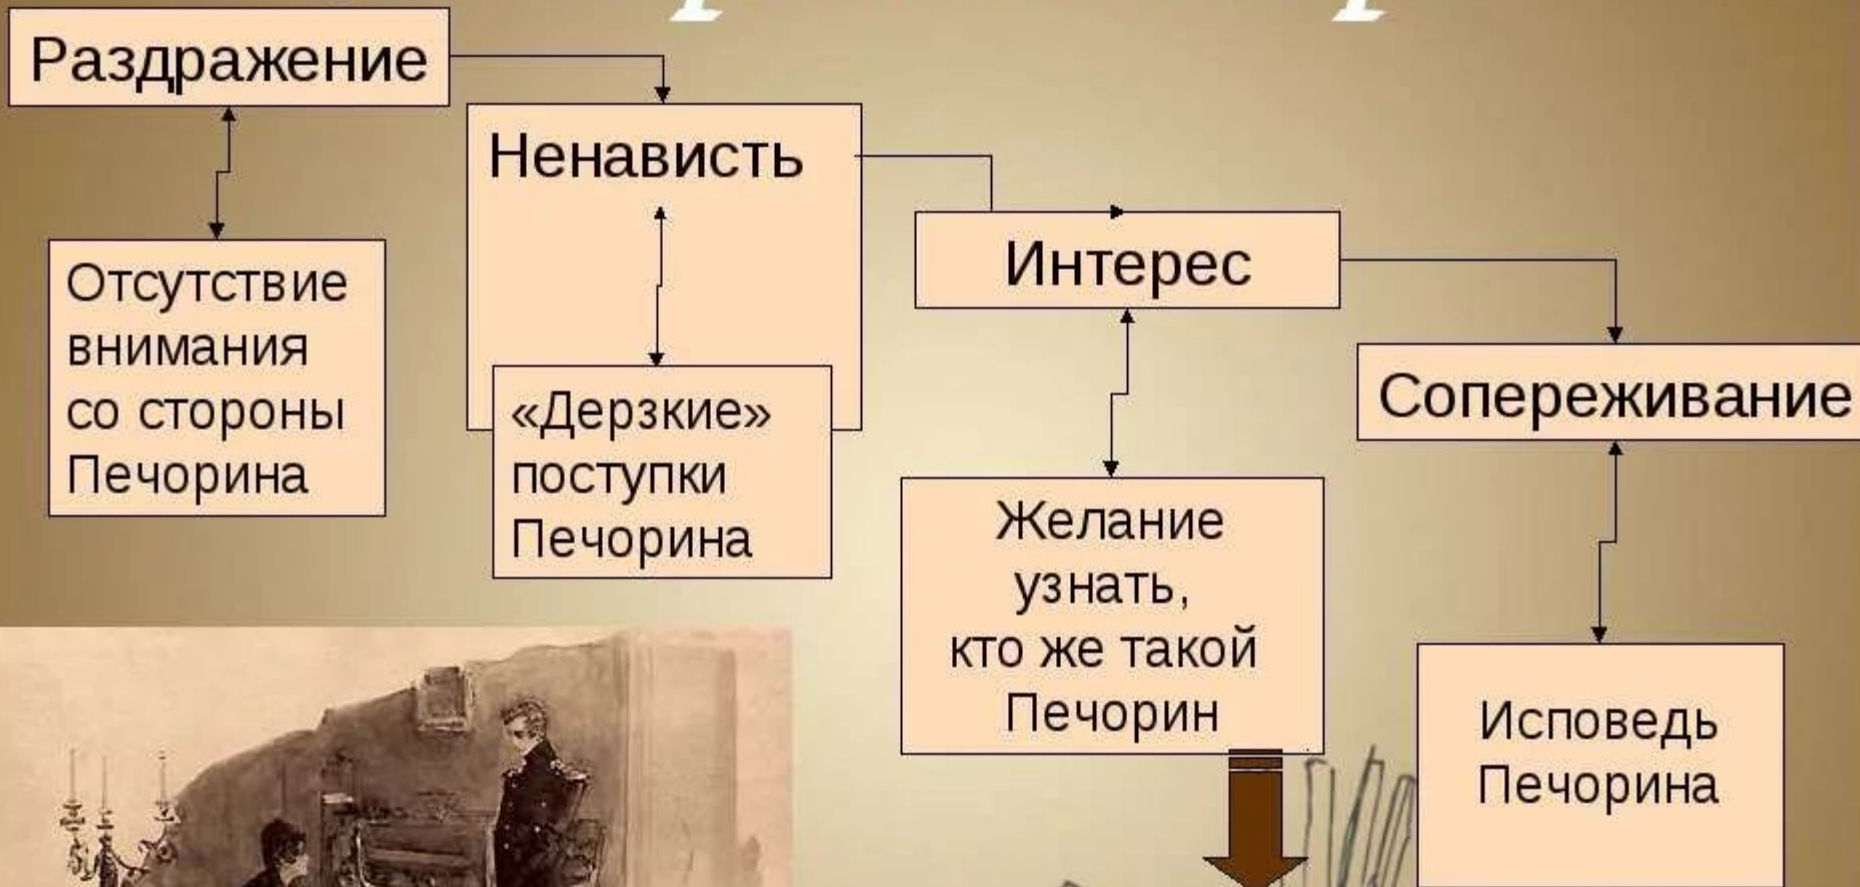 Раздражение
Отсутствие
внимания
со стороны
Печорина
Ненависть
«Дерзкие»
поступки
Печорина
Интерес
Желание
узнать,
кто же такой
Печорин
Сопереживание
Исповедь
Печорина